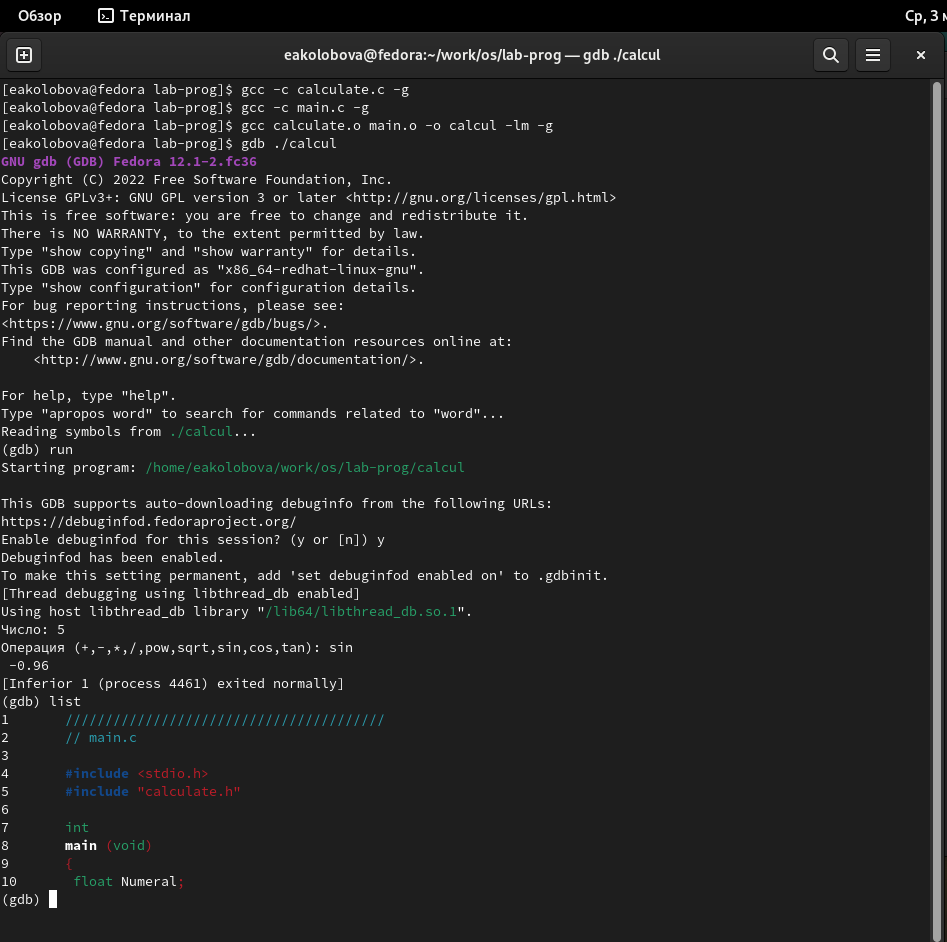 Обзор Терминал Ср, 3
eakolobova@fedora:~/work/os/lab-prog — gdb ./calcul
[eakolobova@fedora lab-prog]$ gcc -c calculate.c -g
[eakolobova@fedora lab-prog]$ gcc -c main.c -g
[eakolobova@fedora lab-prog]$ gcc calculate.o main.o -o calcul -lm -g
[eakolobova@fedora lab-prog]$ gdb ./calcul
GNU gdb (GDB) Fedora 12.1-2.fc36
Copyright (C) 2022 Free Software Foundation, Inc.
License GPLv3+: GNU GPL version 3 or later <http://gnu.org/licenses/gpl.html>
This is free software: you are free to change and redistribute it.
There is NO WARRANTY, to the extent permitted by law.
Type "show copying" and "show warranty" for details.
This GDB was configured as "x86_64-redhat-linux-gnu".
Type "show configuration" for configuration details.
For bug reporting instructions, please see:
<https://www.gnu.org/software/gdb/bugs/>.
Find the GDB manual and other documentation resources online at:
    <http://www.gnu.org/software/gdb/documentation/>.
For help, type "help".
Type "apropos word" to search for commands related to "word"...
Reading symbols from ./calcul...
(gdb) run
Starting program: /home/eakolobova/work/os/lab-prog/calcul
This GDB supports auto-downloading debuginfo from the following URLs:
https://debuginfod.fedoraproject.org/
Enable debuginfod for this session? (y or [n]) y
Debuginfod has been enabled.
To make this setting permanent, add 'set debuginfod enabled on' to .gdbinit.
[Thread debugging using libthread_db enabled]
Using host libthread_db library "/lib64/libthread_db.so.1".
Число: 5
Операция (+,-,*,/,pow,sqrt,sin,cos,tan): sin
 -0.96
[Inferior 1 (process 4461) exited normally]
(gdb) list
1       ////////////////////////////////////////
2       // main.c
3
4       #include <stdio.h>
5       #include "calculate.h"
6
7       int
8       main (void)
9       {
10       float Numeral;
(gdb)